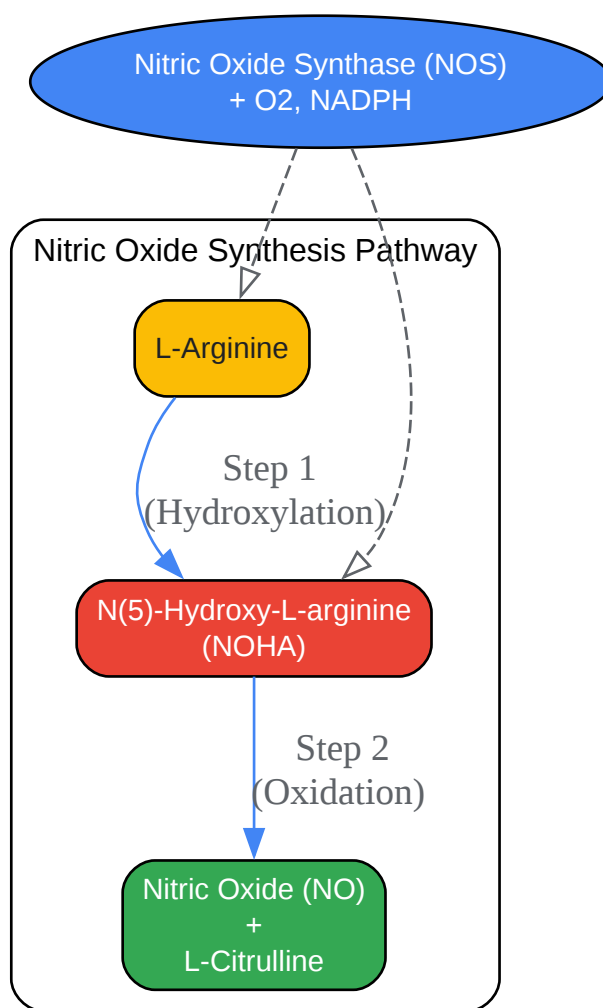 Nitric Oxide Synthase (NOS)
+ O2, NADPH
Nitric Oxide Synthesis Pathway
L-Arginine
Step 1
(Hydroxylation)
N(5)-Hydroxy-L-arginine
(NOHA)
Step 2
(Oxidation)
Nitric Oxide (NO)
+
L-Citrulline